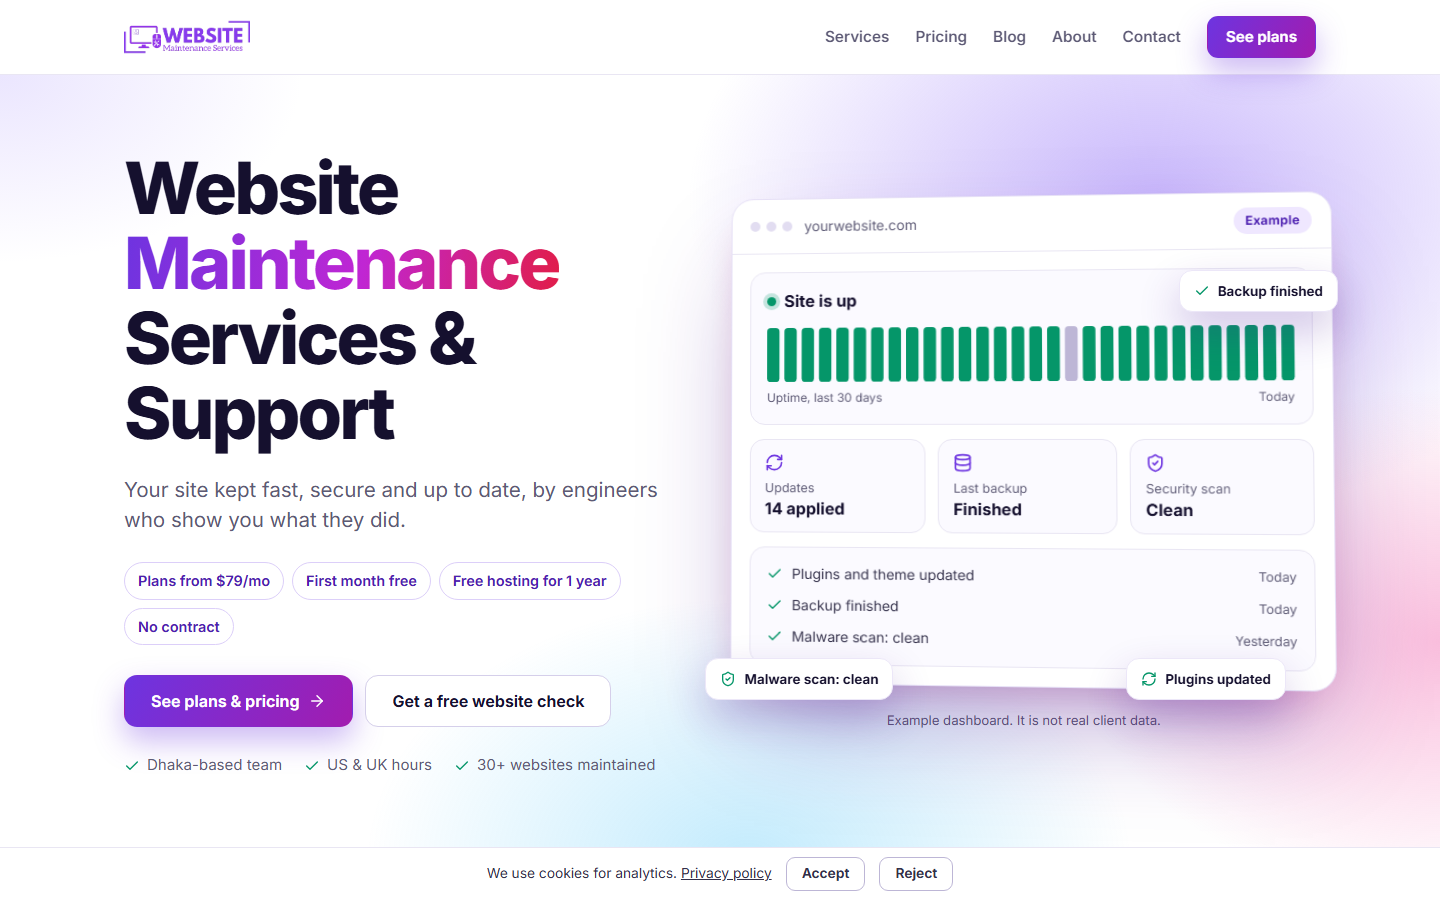 WEBSITE
Maintenance Services
Services
Pricing
Blog
About
Contact
See plans
Website
Maintenance
Services &
Support
Your site kept fast, secure and up to date, by engineers
who show you what they did.
Plans from $79/mo
First month free
Free hosting for 1 year
No contract
See plans & pricing
Get a free website check
Dhaka-based team
US & UK hours
30+ websites maintained
yourwebsite.com
Example
Backup finished
Site is up
Uptime, last 30 days
Today
Updates
14 applied
Last backup
Finished
Security scan
Clean
Plugins and theme updated
Today
Backup finished
Today
Malware scan: clean
Yesterday
Malware scan: clean
Plugins updated
Example dashboard. It is not real client data.
We use cookies for analytics. Privacy policy
Accept
Reject